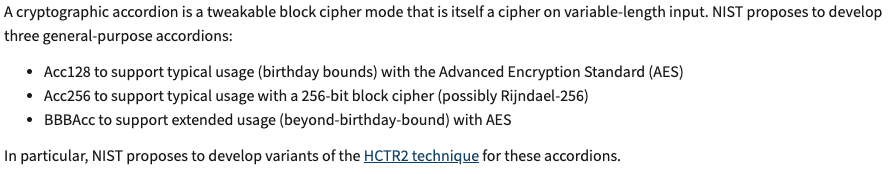 A cryptographic accordion is a tweakable block cipher mode that is itself a cipher on variable-length input. NIST proposes to develop
three general-purpose accordions:
• Acc128 to support typical usage (birthday bounds) with the Advanced Encryption Standard (AES)
• Acc256 to support typical usage with a 256-bit block cipher (possibly Rijndael-256)
• BBBAcc to support extended usage (beyond-birthday-bound) with AES
In particular, NIST proposes to develop variants of the HCTR2 technique for these accordions.